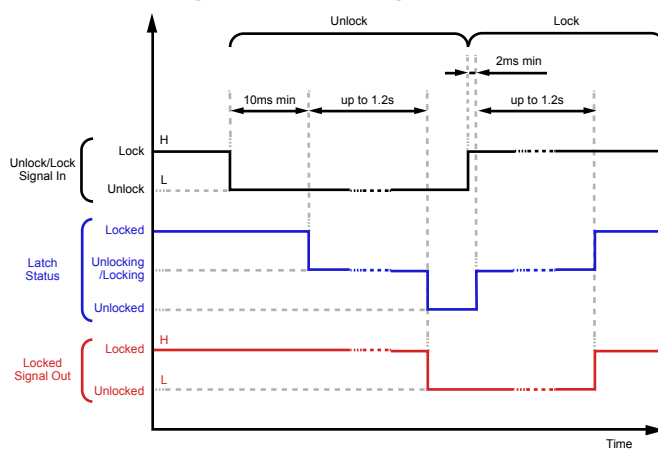 Unlock
Lock
2ms min
10ms min
up to 1.2s
up to 1.2s
Unlock/Lock
Signal In
Lock
H
Unlock
L
Latch
Status
Locked
Unlocking
/Locking
Unlocked
Locked
Signal Out
Locked
H
Unlocked
L
Time